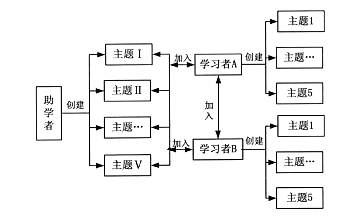 助学者
创建
主题Ⅰ
主题Ⅱ
主题…
主题Ⅴ
加入
加入
学习者A
加入
学习者B
创建
主题1
主题…
主题5
创建
主题1
主题…
主题5